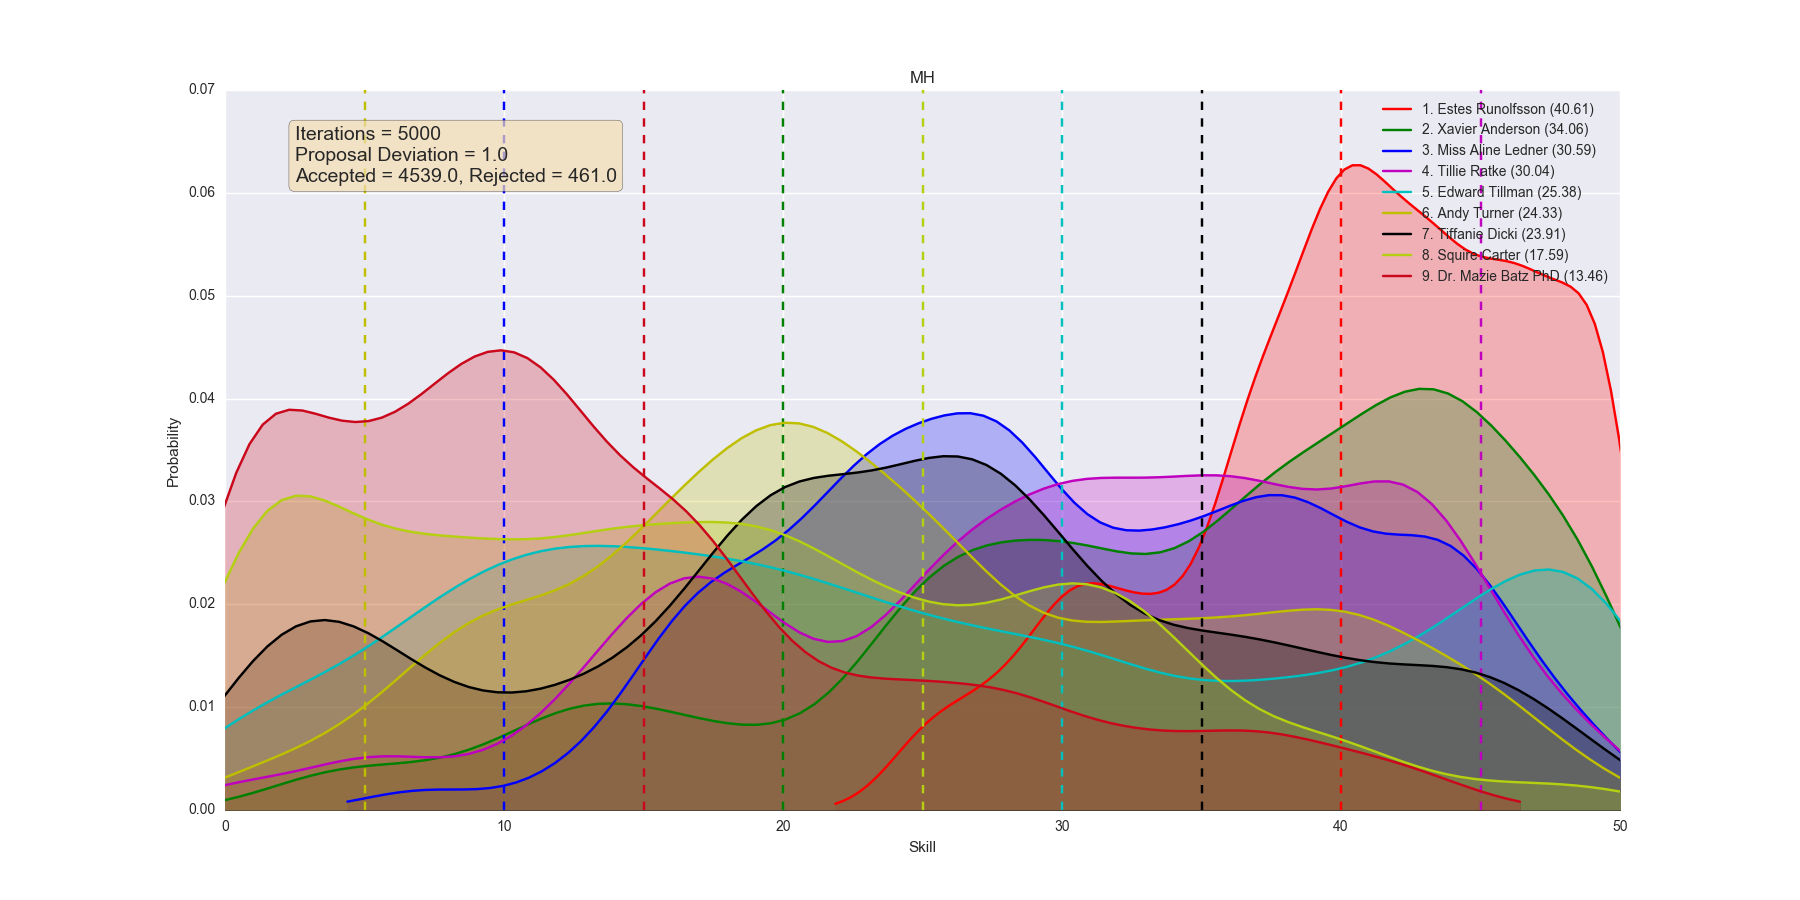 MH
0.07
0.06
0.05
0.04
0.03
0.02
0.01
0.00
Probability
Iterations = 5000
Proposal Deviation = 1.0
Accepted = 4539.0, Rejected = 461.0
1. Estes Runolfsson (40.61)
2. Xavier Anderson (34.06)
3. Miss Aline Ledner (30.59)
4. Tillie Ratke (30.04)
5. Edward Tillman (25.38)
6. Andy Turner (24.33)
7. Tiffanie Dicki (23.91)
8. Squire Carter (17.59)
9. Dr. Mazie Batz PhD (13.46)
0 10 20 30 40 50
Skill